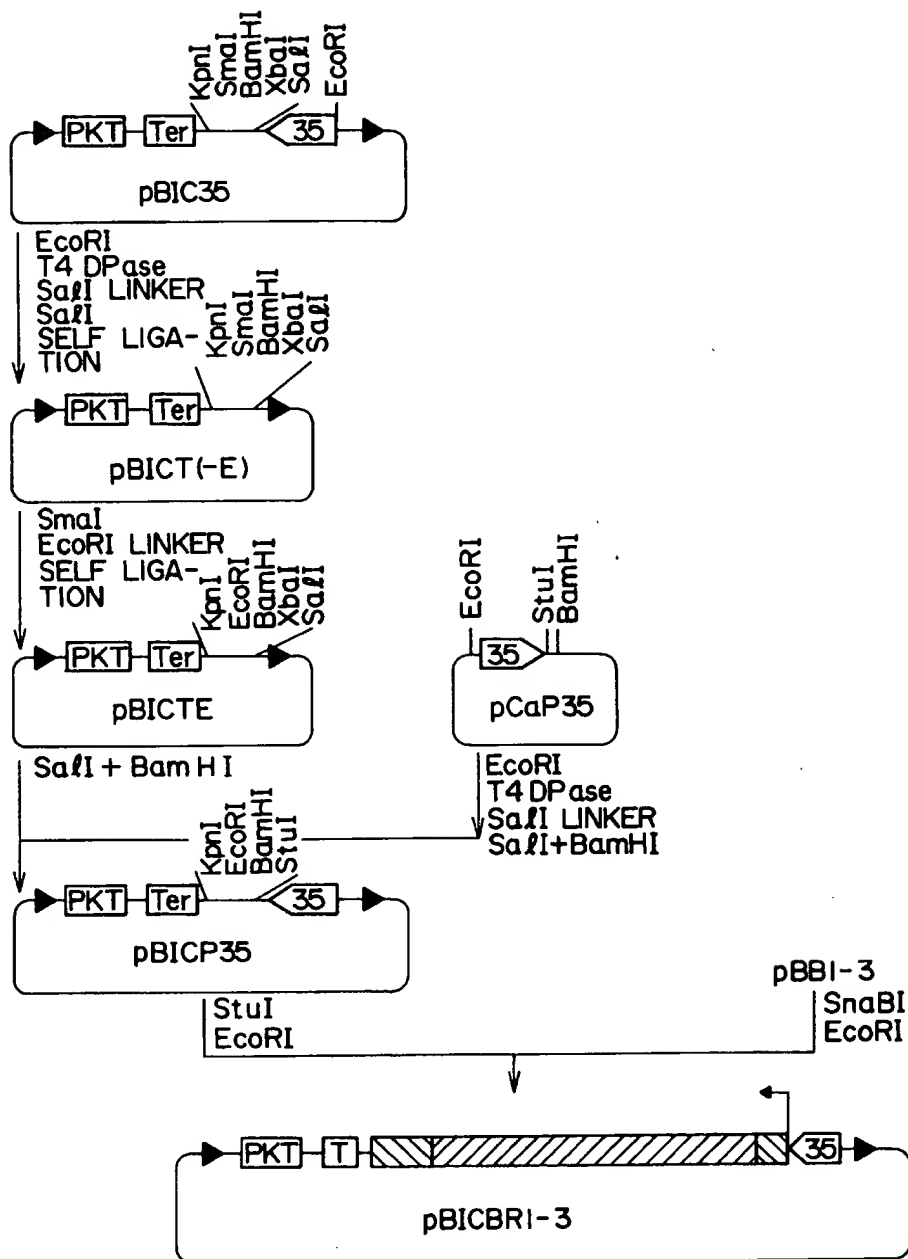 KpnI
SmaI
BamHI
XbaI
SalI
EcoRI
PKT Ter 35
pBIC35
EcoRI
T4 DPase
SalI LINKER
SalI
SELF LIGA-
TION
KpnI
SmaI
BamHI
XbaI
SalI
PKT Ter
pBICT(-E)
SmaI
EcoRI LINKER
SELF LIGA-
TION
KpnI
EcoRI
BamHI
XbaI
SalI
PKT Ter
pBICTE
EcoRI
StuI
BamHI
35
pCaP35
SalI + BamHI
EcoRI
T4 DPase
SalI LINKER
SalI+BamHI
KpnI
EcoRI
BamHI
StuI
PKT Ter 35
pBICP35
StuI
EcoRI
pBBI-3
SnaBI
EcoRI
PKT T 35
pBICBRI-3